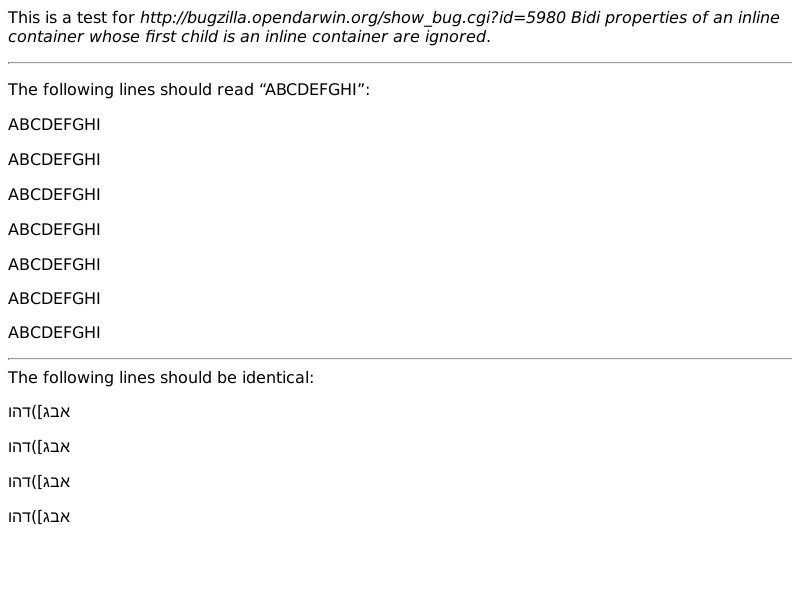 This is a test for http://bugzilla.opendarwin.org/show_bug.cgi?id=5980 Bidi properties of an inline
container whose first child is an inline container are ignored.
The following lines should read “ABCDEFGHI”:
ABCDEFGHI
ABCDEFGHI
ABCDEFGHI
ABCDEFGHI
ABCDEFGHI
ABCDEFGHI
ABCDEFGHI
The following lines should be identical:
אבג])דהו
אבג])דהו
אבג])דהו
אבג])דהו